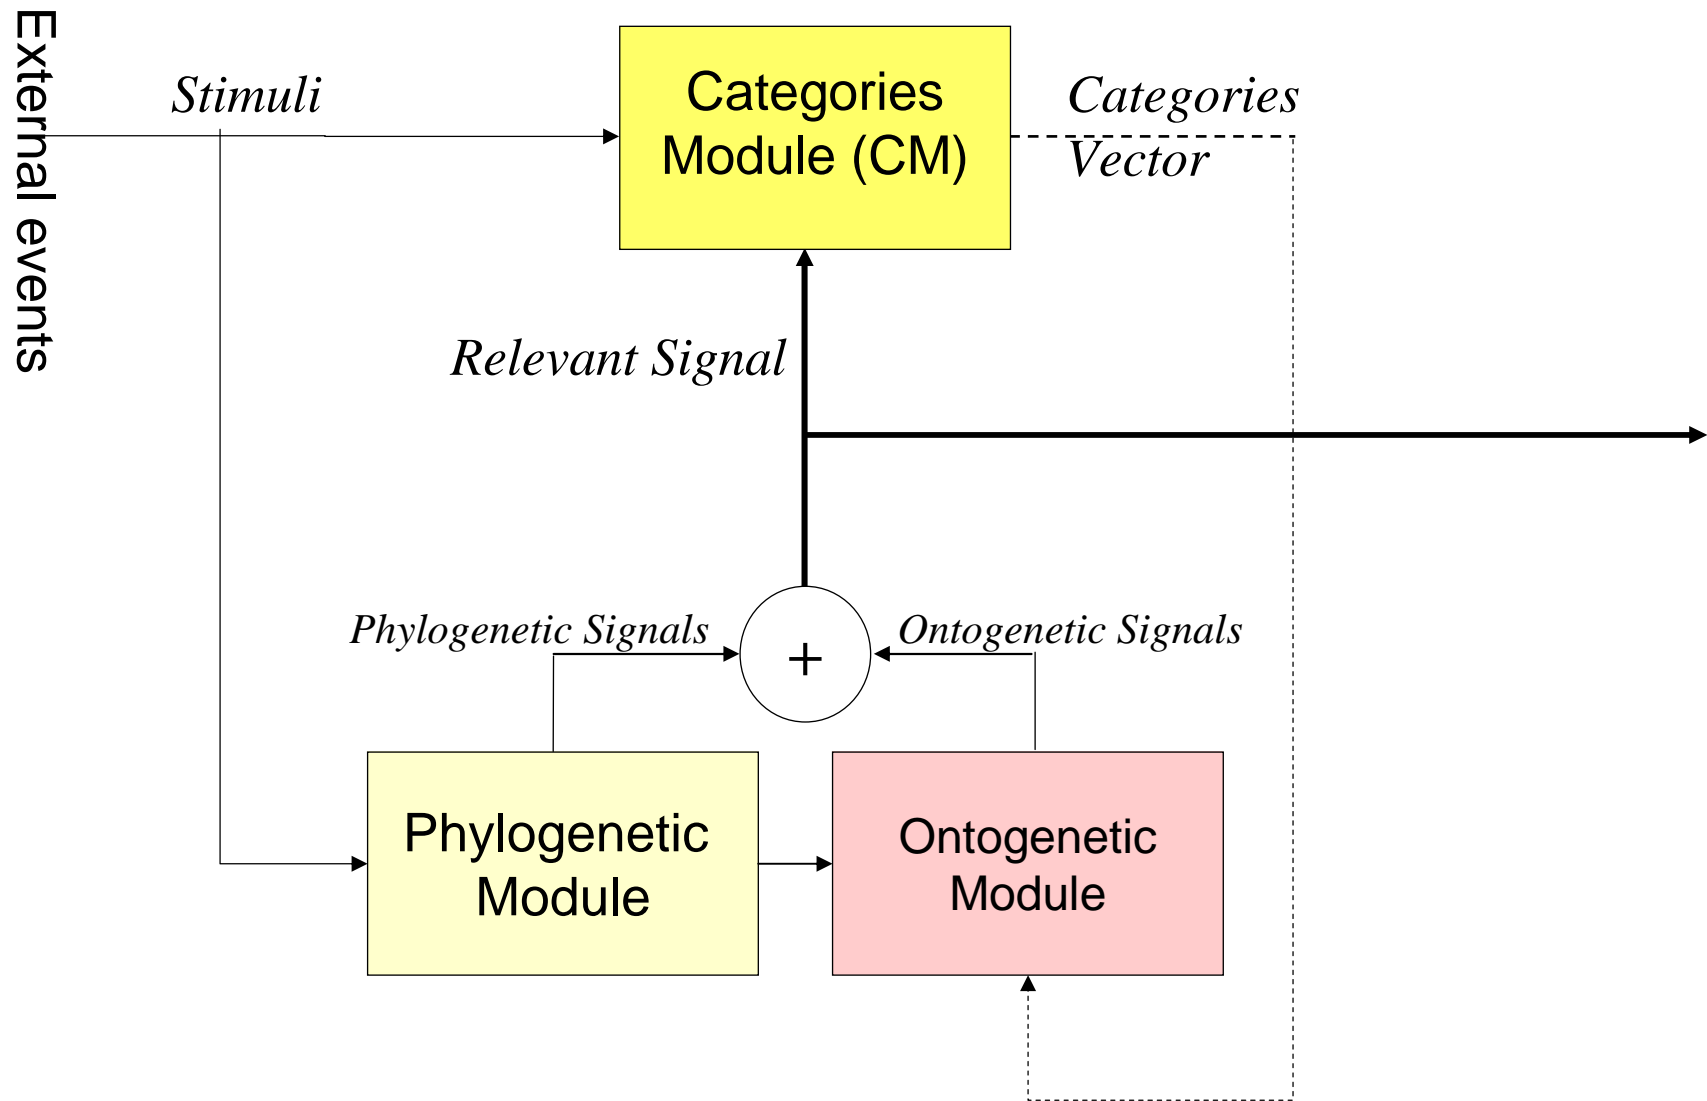 External events
Stimuli
Categories
Module (CM)
Categories
Vector
Relevant Signal
Phylogenetic Signals
+
Ontogenetic Signals
Phylogenetic
Module
Ontogenetic
Module